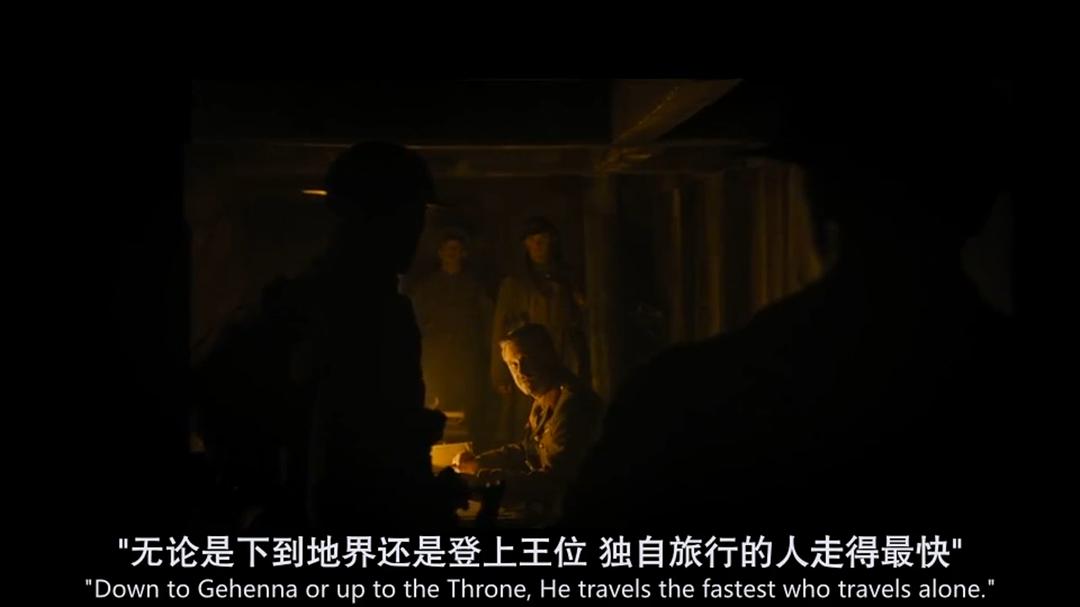 "无论是下到地界还是登上王位 独自旅行的人走得最快"
"Down to Gehenna or up to the Throne, He travels the fastest who travels alone."